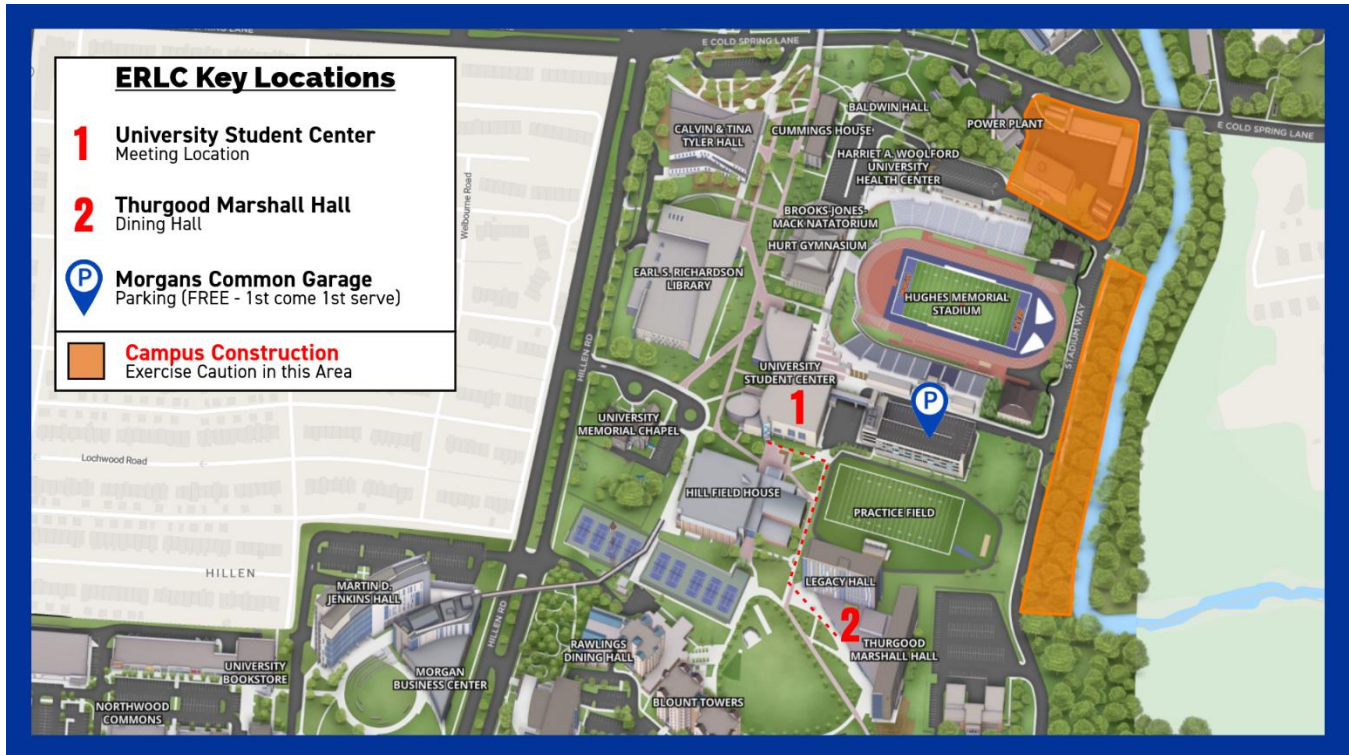 E COLD SPRING LANE
ERLC Key Locations
1 University Student Center
Meeting Location
2 Thurgood Marshall Hall
Dining Hall
P Morgans Common Garage
Parking (FREE - 1st come 1st serve)
Campus Construction
Exercise Caution in this Area
BALDWIN HALL
POWER PLANT
CALVIN & TINA
TYLER HALL
CUMMINGS HOUSE
E COLD SPRING LANE
HARRIET A. WOOLFORD
UNIVERSITY
HEALTH CENTER
Welbourne Road
BROOKS-JONES-
MACK NATATORIUM
HURT GYMNASIUM
EARL S. RICHARDSON
LIBRARY
HUGHES MEMORIAL
STADIUM
STADIUM WAY
HILLEN RD
UNIVERSITY
STUDENT CENTER
1
P
UNIVERSITY
MEMORIAL CHAPEL
Lochwood Road
HILL FIELD HOUSE
PRACTICE FIELD
HILLEN
MARTIN D.
JENKINS HALL
LEGACY HALL
HILLEN RD
2
THURGOOD
MARSHALL HALL
RAWLINGS
DINING HALL
UNIVERSITY
BOOKSTORE
MORGAN
BUSINESS CENTER
BLOUNT TOWERS
NORTHWOOD
COMMONS